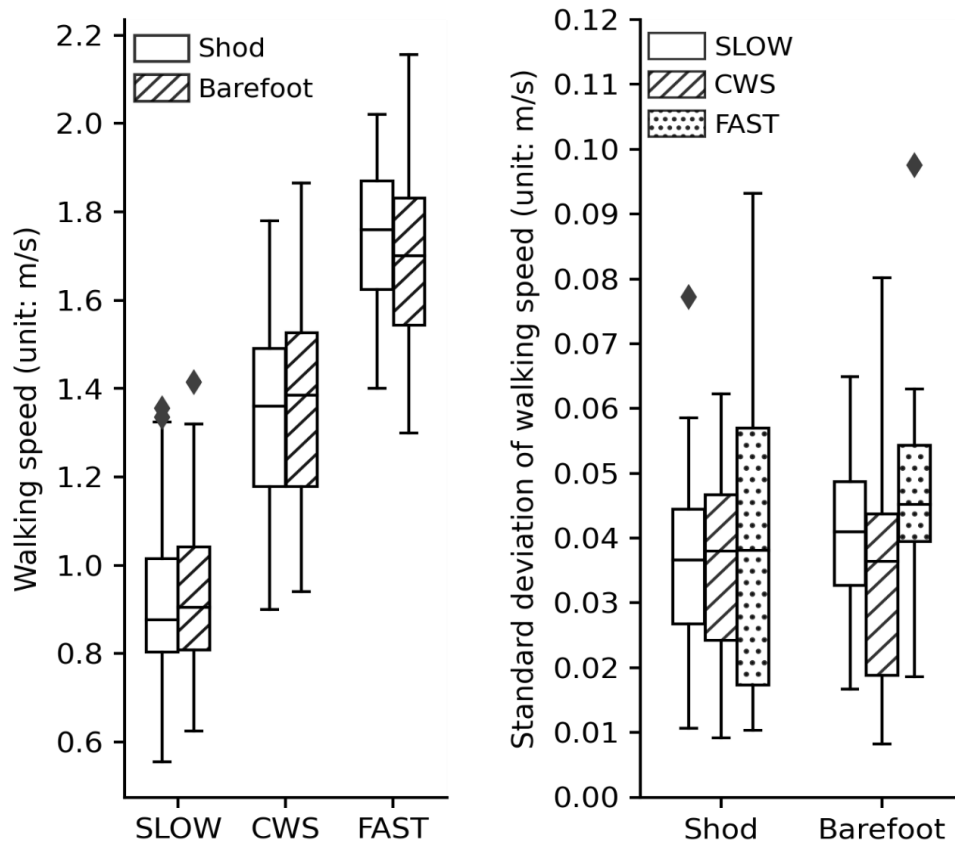 Walking speed (unit: m/s)
2.2
2.0
1.8
1.6
1.4
1.2
1.0
0.8
0.6
Shod
Barefoot
SLOW CWS FAST
Standard deviation of walking speed (unit: m/s)
0.12
0.11
0.10
0.09
0.08
0.07
0.06
0.05
0.04
0.03
0.02
0.01
0.00
SLOW
CWS
FAST
Shod Barefoot